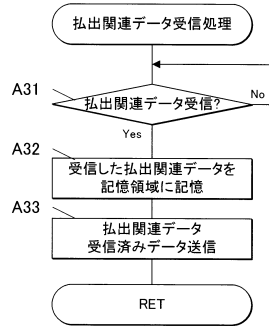 払出関連データ受信処理
A31
払出関連データ受信?
No
Yes
A32
受信した払出関連データを
記憶領域に記憶
A33
払出関連データ
受信済みデータ送信
RET